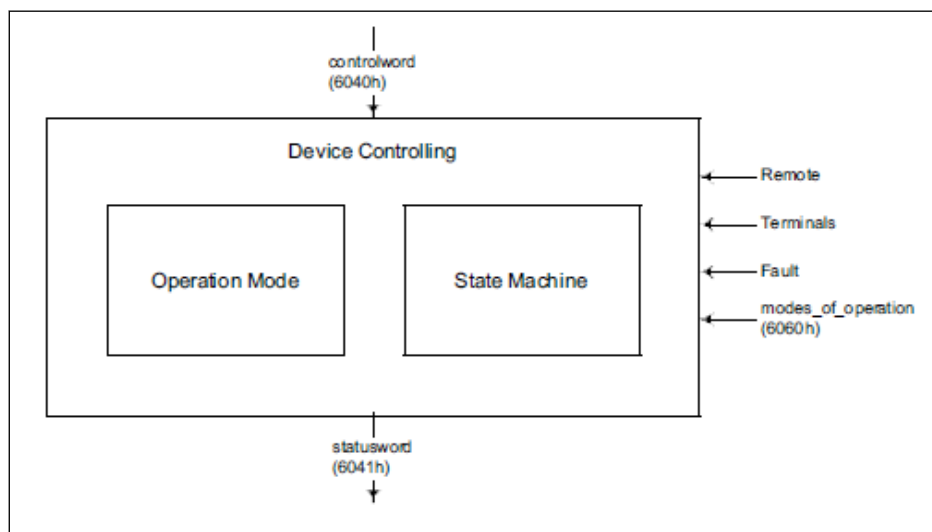 controlword
(6040h)
Device Controlling
Remote
Terminals
Operation Mode
State Machine
Fault
modes_of_operation
(6060h)
statusword
(6041h)